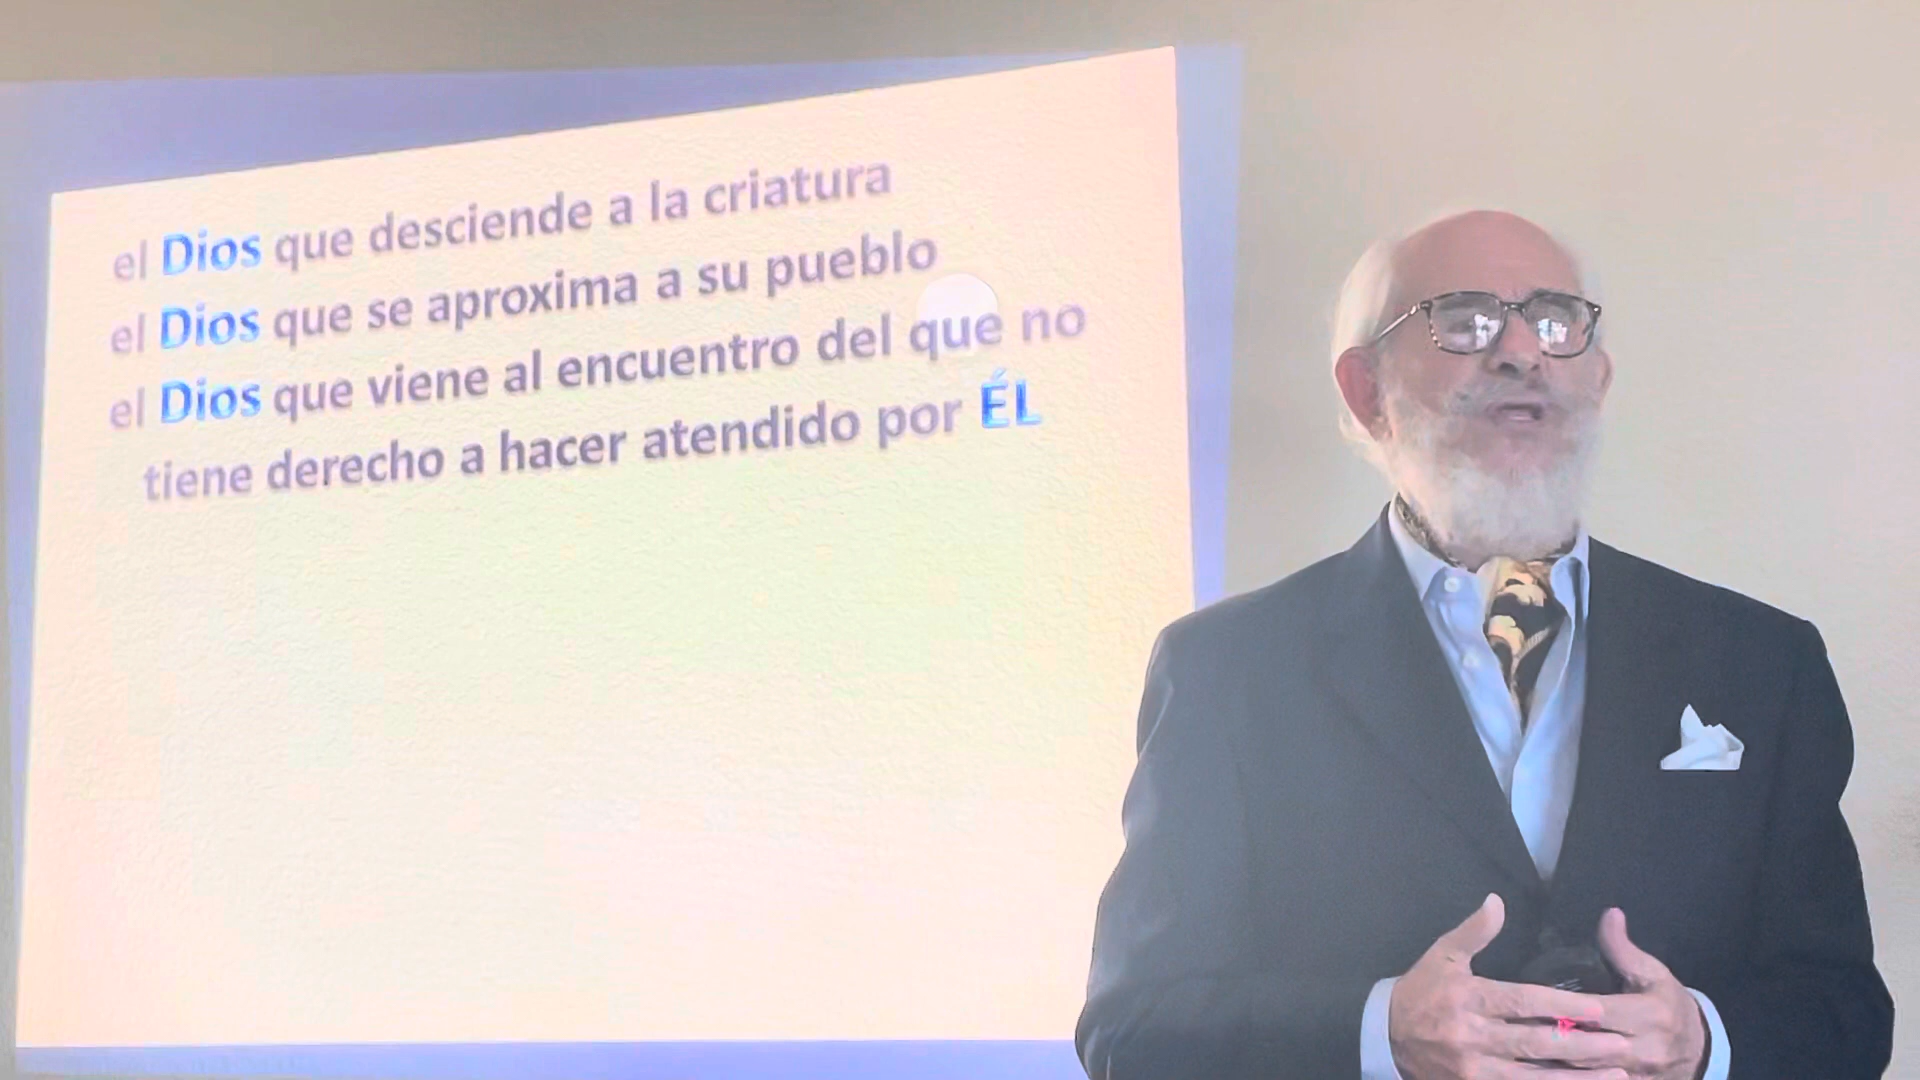 el Dios que desciende a la criatura
el Dios que se aproxima a su pueblo
el Dios que viene al encuentro del que no
tiene derecho a hacer atendido por ÉL